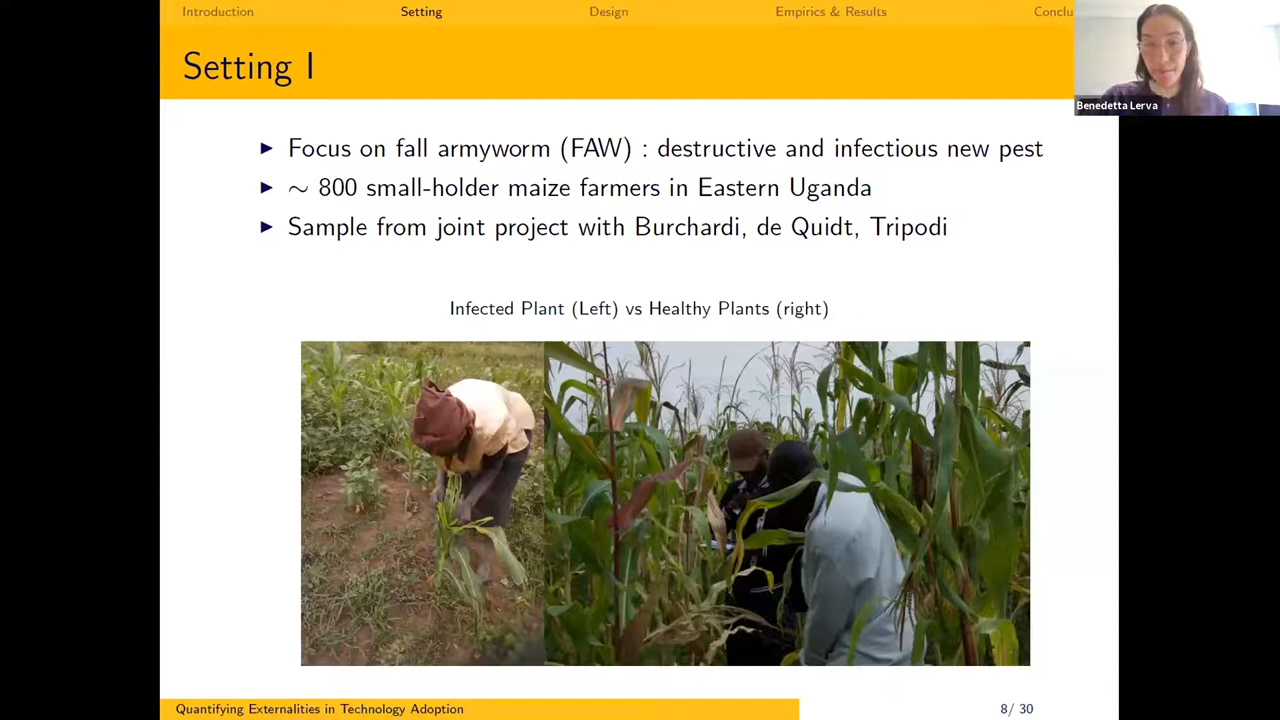 Introduction Setting Design Empirics & Results Conclu
Setting I
Benedetta Lerva
▶ Focus on fall armyworm (FAW) : destructive and infectious new pest
▶ ∼ 800 small-holder maize farmers in Eastern Uganda
▶ Sample from joint project with Burchardi, de Quidt, Tripodi
Infected Plant (Left) vs Healthy Plants (right)
Quantifying Externalities in Technology Adoption 8/ 30